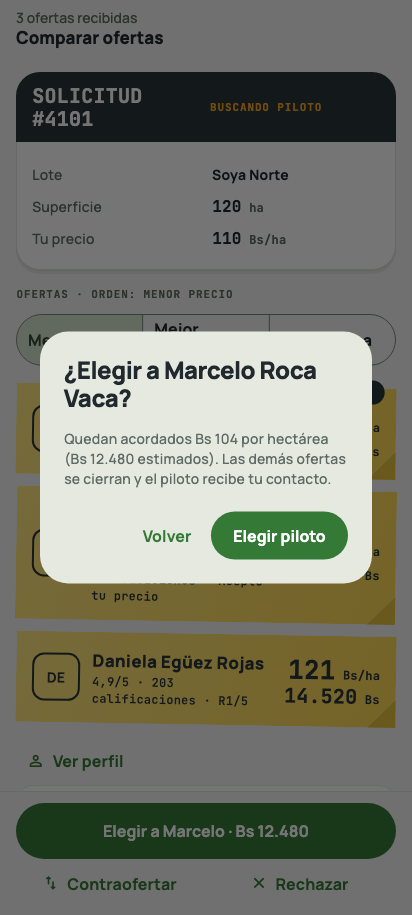 3 ofertas recibidas
Comparar ofertas
SOLICITUD
#4101
BUSCANDO PILOTO
Lote Soya Norte
Superficie 120 ha
Tu precio 110 Bs/ha
OFERTAS · ORDEN: MENOR PRECIO
Mejor
¿Elegir a Marcelo Roca
Vaca?
Quedan acordados Bs 104 por hectárea
(Bs 12.480 estimados). Las demás ofertas
se cierran y el piloto recibe tu contacto.
Volver Elegir piloto
Bs
tu precio
DE
Daniela Egüez Rojas
4,9/5 · 203
calificaciones · R1/5
121 Bs/ha
14.520 Bs
Ver perfil
Elegir a Marcelo · Bs 12.480
Contraofertar
Rechazar